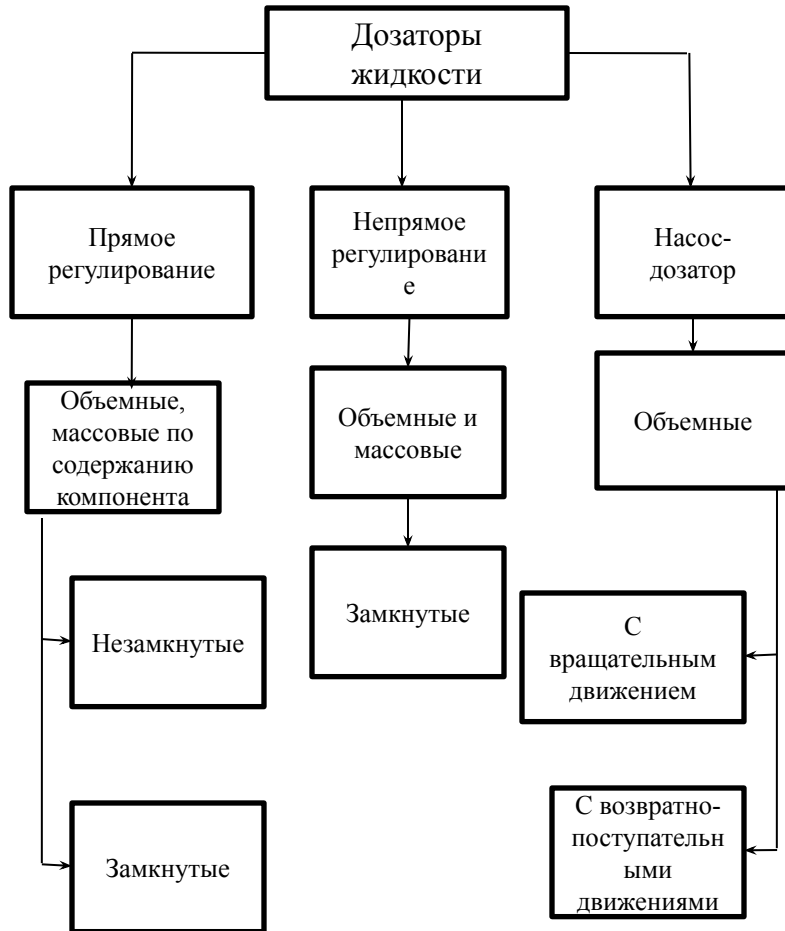 Дозаторы
жидкости
Прямое
регулирование
Непрямое
регулировани
е
Насос-
дозатор
Объемные,
массовые по
содержанию
компонента
Объемные и
массовые
Объемные
Незамкнутые
Замкнутые
С
вращательным
движением
Замкнутые
С возвратно-
поступательн
ыми
движениями